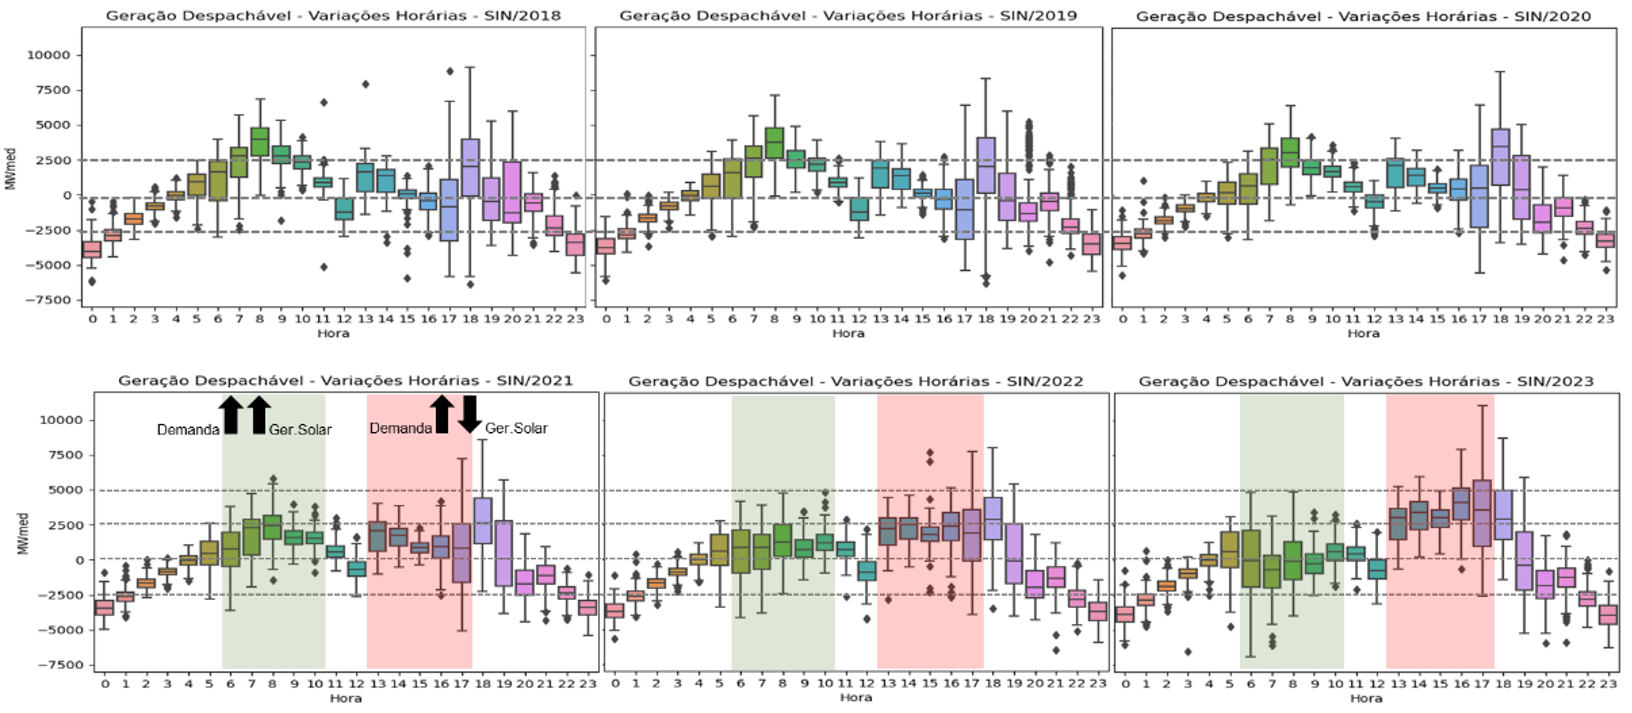 Geração Despachável - Variações Horárias - SIN/2018
Geração Despachável - Variações Horárias - SIN/2019
Geração Despachável - Variações Horárias - SIN/2020
10000
7500
5000
2500
0
−2500
−5000
−7500
MWmed
0 1 2 3 4 5 6 7 8 9 10 11 12 13 14 15 16 17 18 19 20 21 22 23
Hora
0 1 2 3 4 5 6 7 8 9 10 11 12 13 14 15 16 17 18 19 20 21 22 23
Hora
0 1 2 3 4 5 6 7 8 9 10 11 12 13 14 15 16 17 18 19 20 21 22 23
Hora
Geração Despachável - Variações Horárias - SIN/2021
Geração Despachável - Variações Horárias - SIN/2022
Geração Despachável - Variações Horárias - SIN/2023
Demanda
Ger.Solar
Demanda
Ger.Solar
10000
7500
5000
2500
0
−2500
−5000
−7500
MWmed
0 1 2 3 4 5 6 7 8 9 10 11 12 13 14 15 16 17 18 19 20 21 22 23
Hora
0 1 2 3 4 5 6 7 8 9 10 11 12 13 14 15 16 17 18 19 20 21 22 23
Hora
0 1 2 3 4 5 6 7 8 9 10 11 12 13 14 15 16 17 18 19 20 21 22 23
Hora